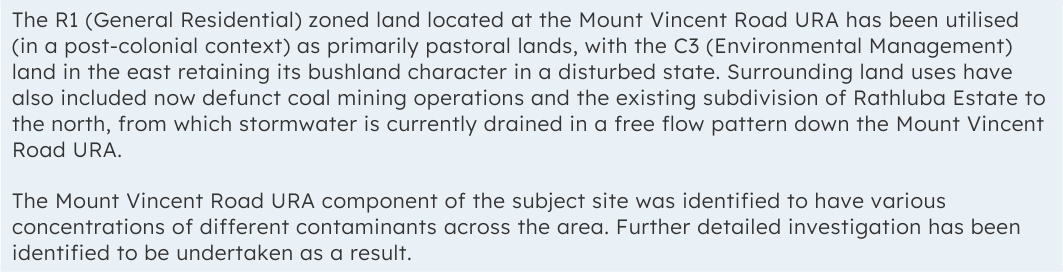 The R1 (General Residential) zoned land located at the Mount Vincent Road URA has been utilised
(in a post-colonial context) as primarily pastoral lands, with the C3 (Environmental Management)
land in the east retaining its bushland character in a disturbed state. Surrounding land uses have
also included now defunct coal mining operations and the existing subdivision of Rathluba Estate to
the north, from which stormwater is currently drained in a free flow pattern down the Mount Vincent
Road URA.
The Mount Vincent Road URA component of the subject site was identified to have various
concentrations of different contaminants across the area. Further detailed investigation has been
identified to be undertaken as a result.